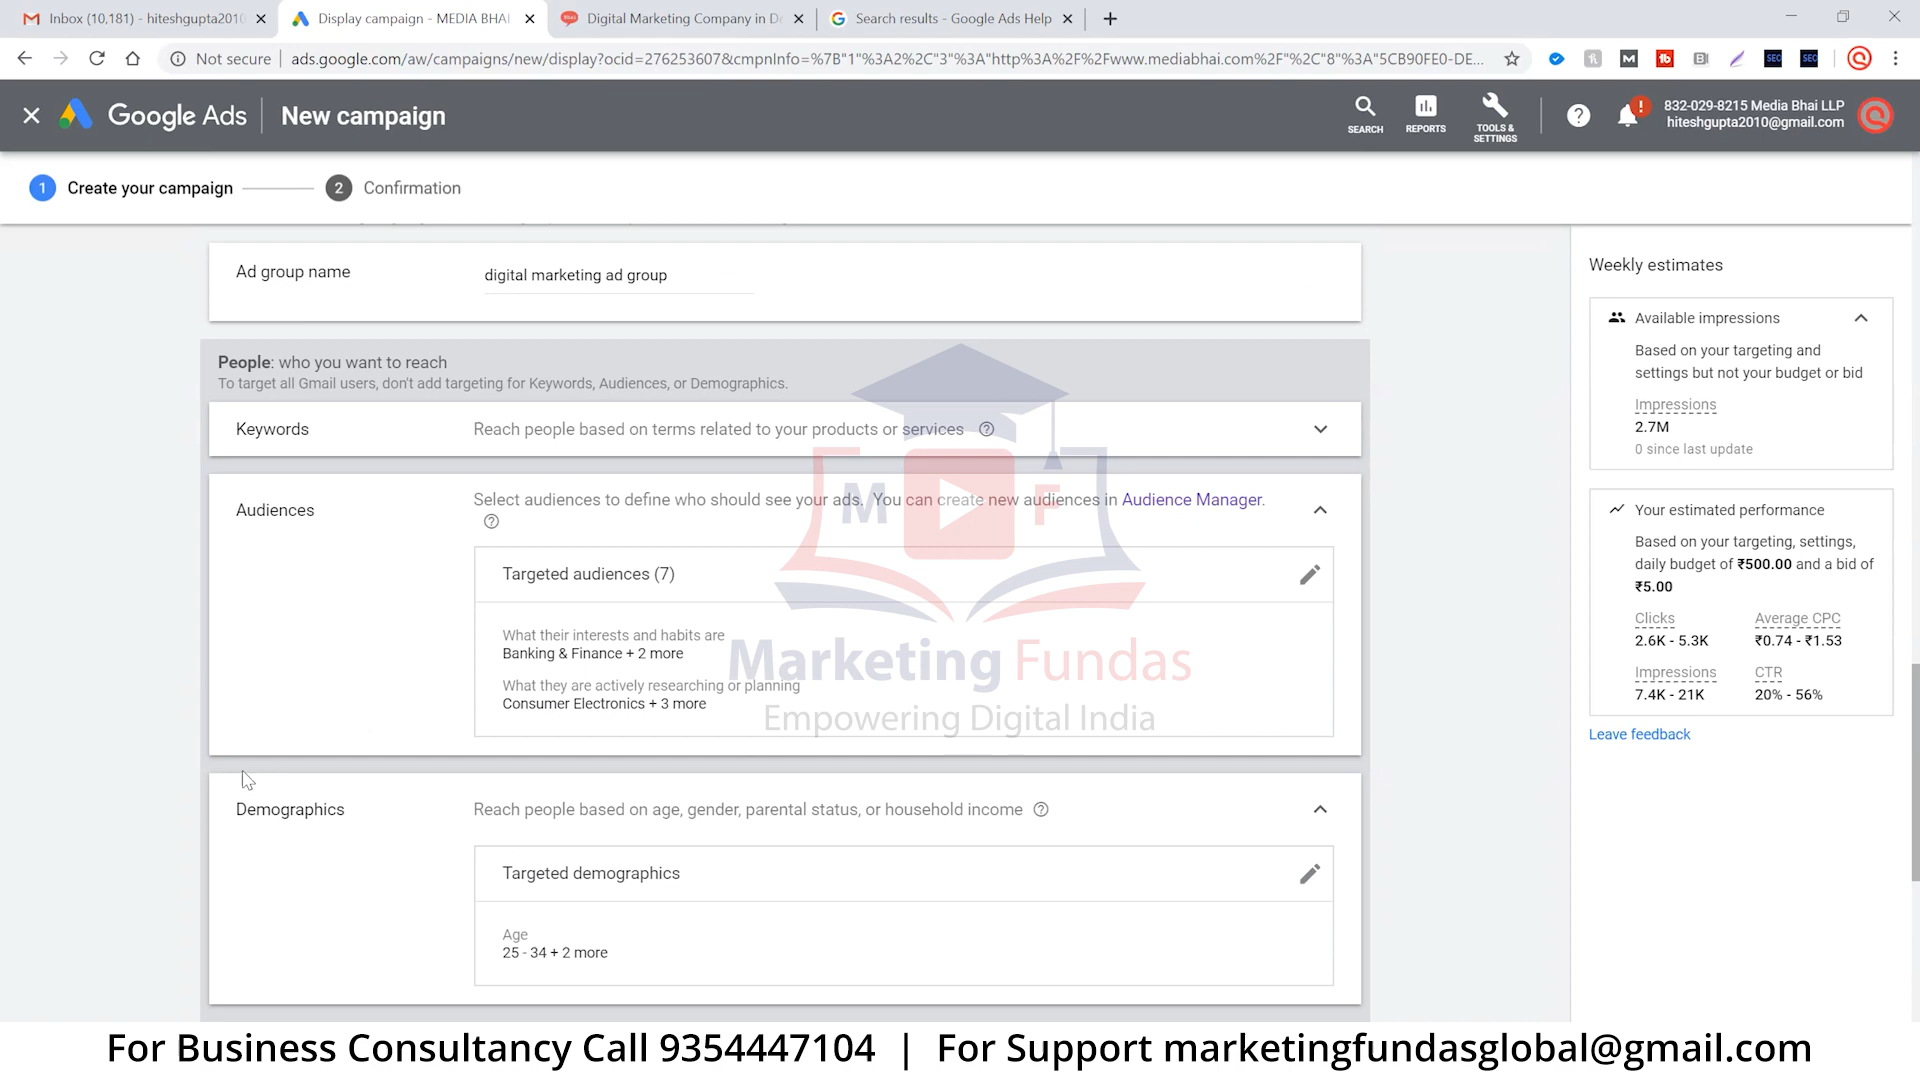 Inbox (10,181) - hiteshgupta2010
Display campaign - MEDIA BHAI
Digital Marketing Company in De
Search results - Google Ads Help
Not secure
ads.google.com/aw/campaigns/new/display?ocid=276253607&cmpnInfo=%7B"1"%3A2%2C"3"%3A"http%3A%2F%2Fwww.mediabhai.com%2F"%2C"8"%3A"5CB90FE0-DE...
Google Ads
New campaign
SEARCH
REPORTS
TOOLS &
SETTINGS
832-029-8215 Media Bhai LLP
hiteshgupta2010@gmail.com
1 Create your campaign
2 Confirmation
Ad group name
digital marketing ad group
People: who you want to reach
To target all Gmail users, don't add targeting for Keywords, Audiences, or Demographics.
Keywords
Reach people based on terms related to your products or services
Audiences
Select audiences to define who should see your ads. You can create new audiences in Audience Manager.
Targeted audiences (7)
What their interests and habits are
Banking & Finance + 2 more
What they are actively researching or planning
Consumer Electronics + 3 more
Demographics
Reach people based on age, gender, parental status, or household income
Targeted demographics
Age
25 - 34 + 2 more
Weekly estimates
Available impressions
Based on your targeting and
settings but not your budget or bid
Impressions
2.7M
0 since last update
Your estimated performance
Based on your targeting, settings,
daily budget of ₹500.00 and a bid of
₹5.00
Clicks
2.6K - 5.3K
Average CPC
₹0.74 - ₹1.53
Impressions
7.4K - 21K
CTR
20% - 56%
Leave feedback
M F
Marketing Fundas
Empowering Digital India
For Business Consultancy Call 9354447104 | For Support marketingfundasglobal@gmail.com